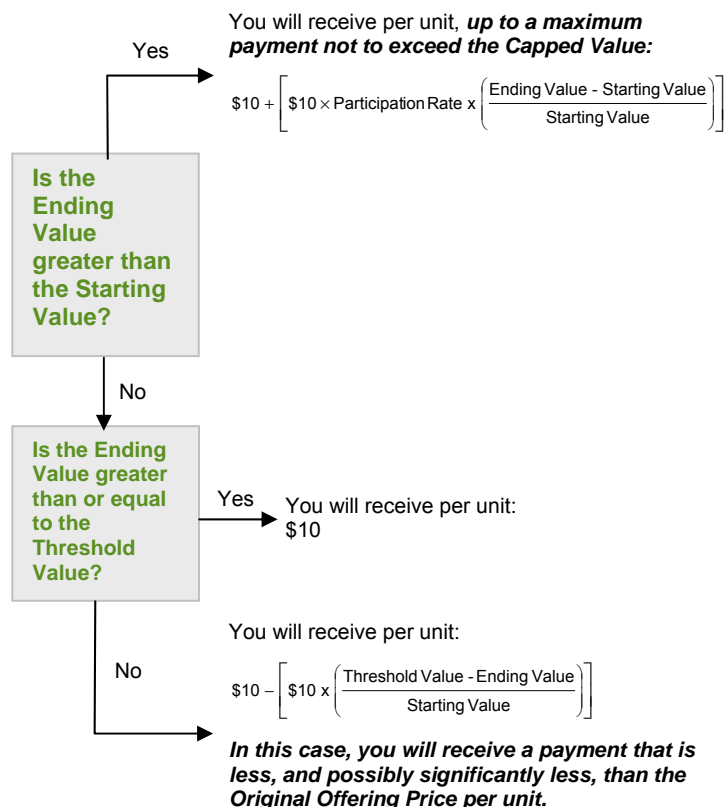 You will receive per unit, up to a maximum
payment not to exceed the Capped Value:
Yes
$10 + [ $10 × Participation Rate x ( Ending Value - Starting Value / Starting Value ) ]
Is the
Ending
Value
greater than
the Starting
Value?
No
Is the Ending
Value greater
than or equal
to the
Threshold
Value?
Yes
You will receive per unit:
$10
You will receive per unit:
No
$10 – [ $10 x ( Threshold Value - Ending Value / Starting Value ) ]
In this case, you will receive a payment that is
less, and possibly significantly less, than the
Original Offering Price per unit.